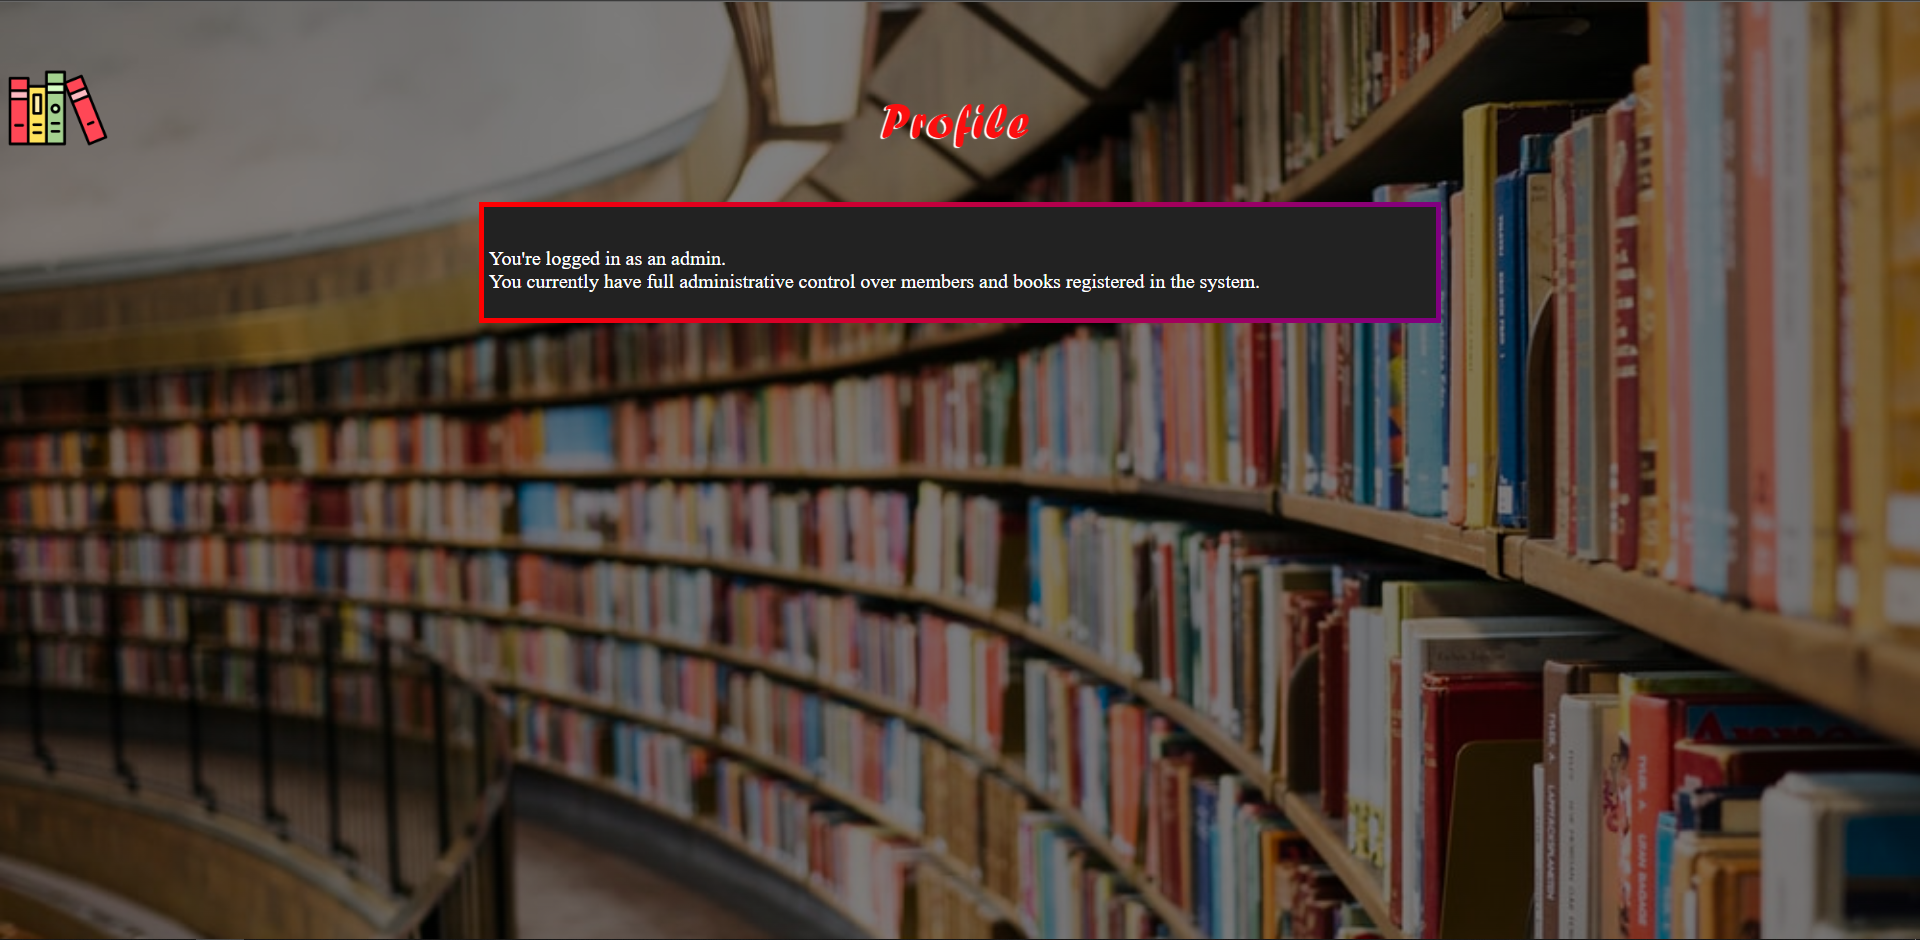 Profile
You're logged in as an admin.
You currently have full administrative control over members and books registered in the system.